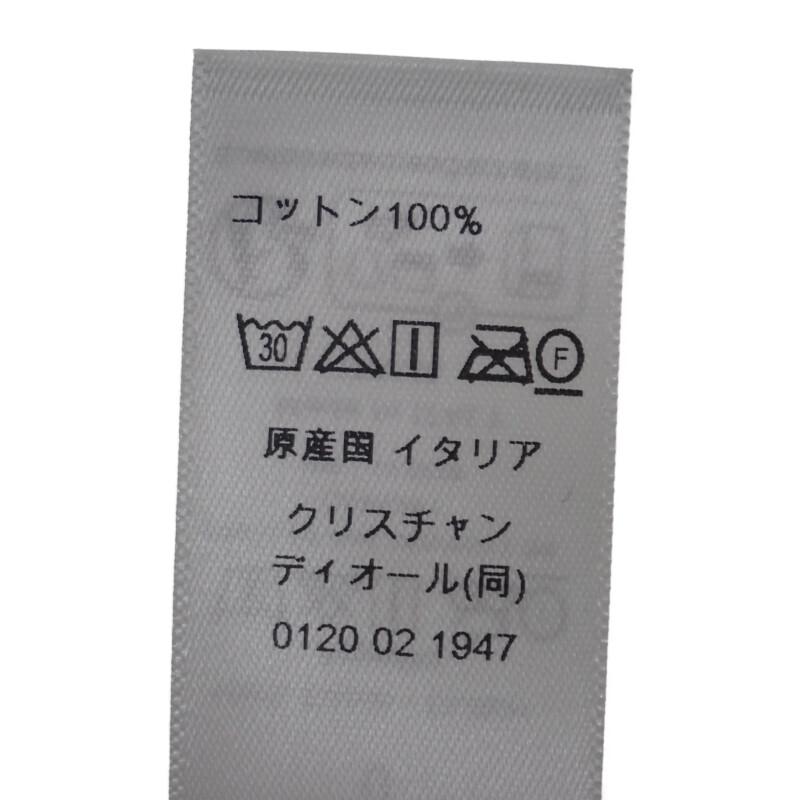 コットン100%
30 F
原産国 イタリア
クリスチャン
ディオール(同)
0120 02 1947